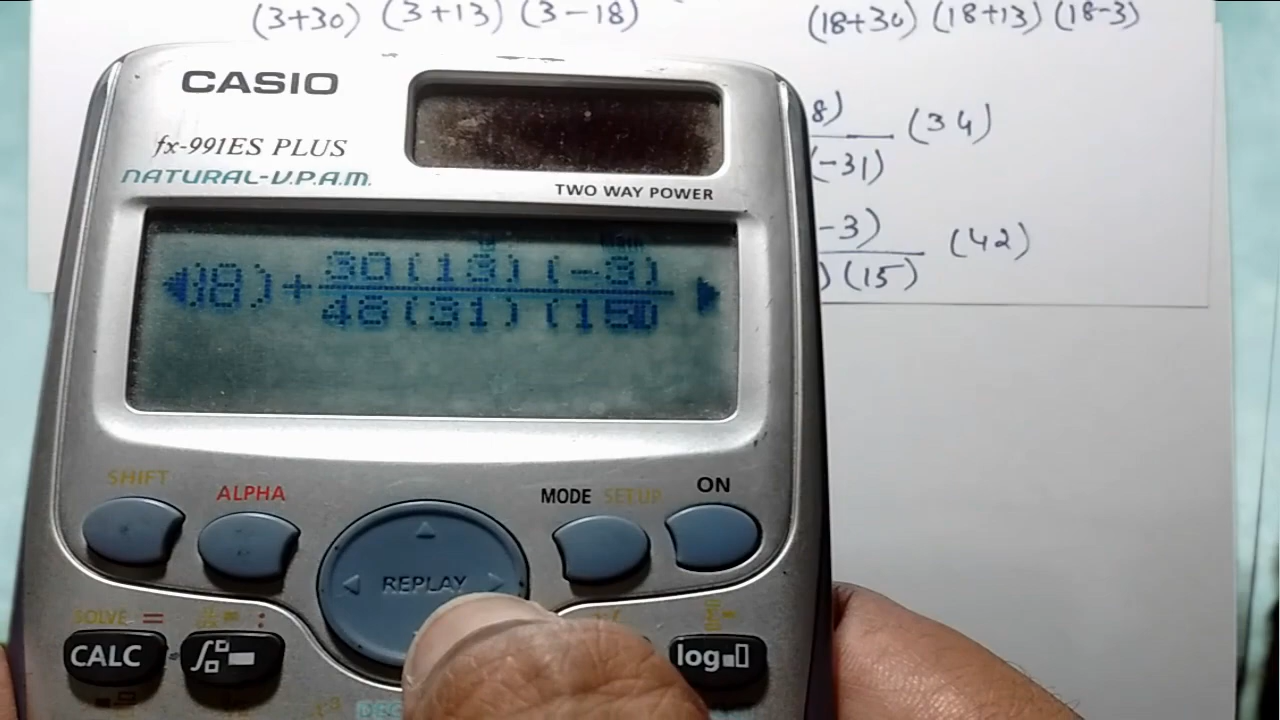 (3+30) (3+13) (3-18)
(18+30) (18+13) (18-3)
CASIO
fx-991ES PLUS
NATURAL-V.P.A.M.
TWO WAY POWER
8) (34)
(-31)
-3) (42)
) (15)
18)+ 30(13)(-3)
48(31)(15
SHIFT
ALPHA
MODE SETUP
ON
REPLAY
SOLVE = :
CALC
log